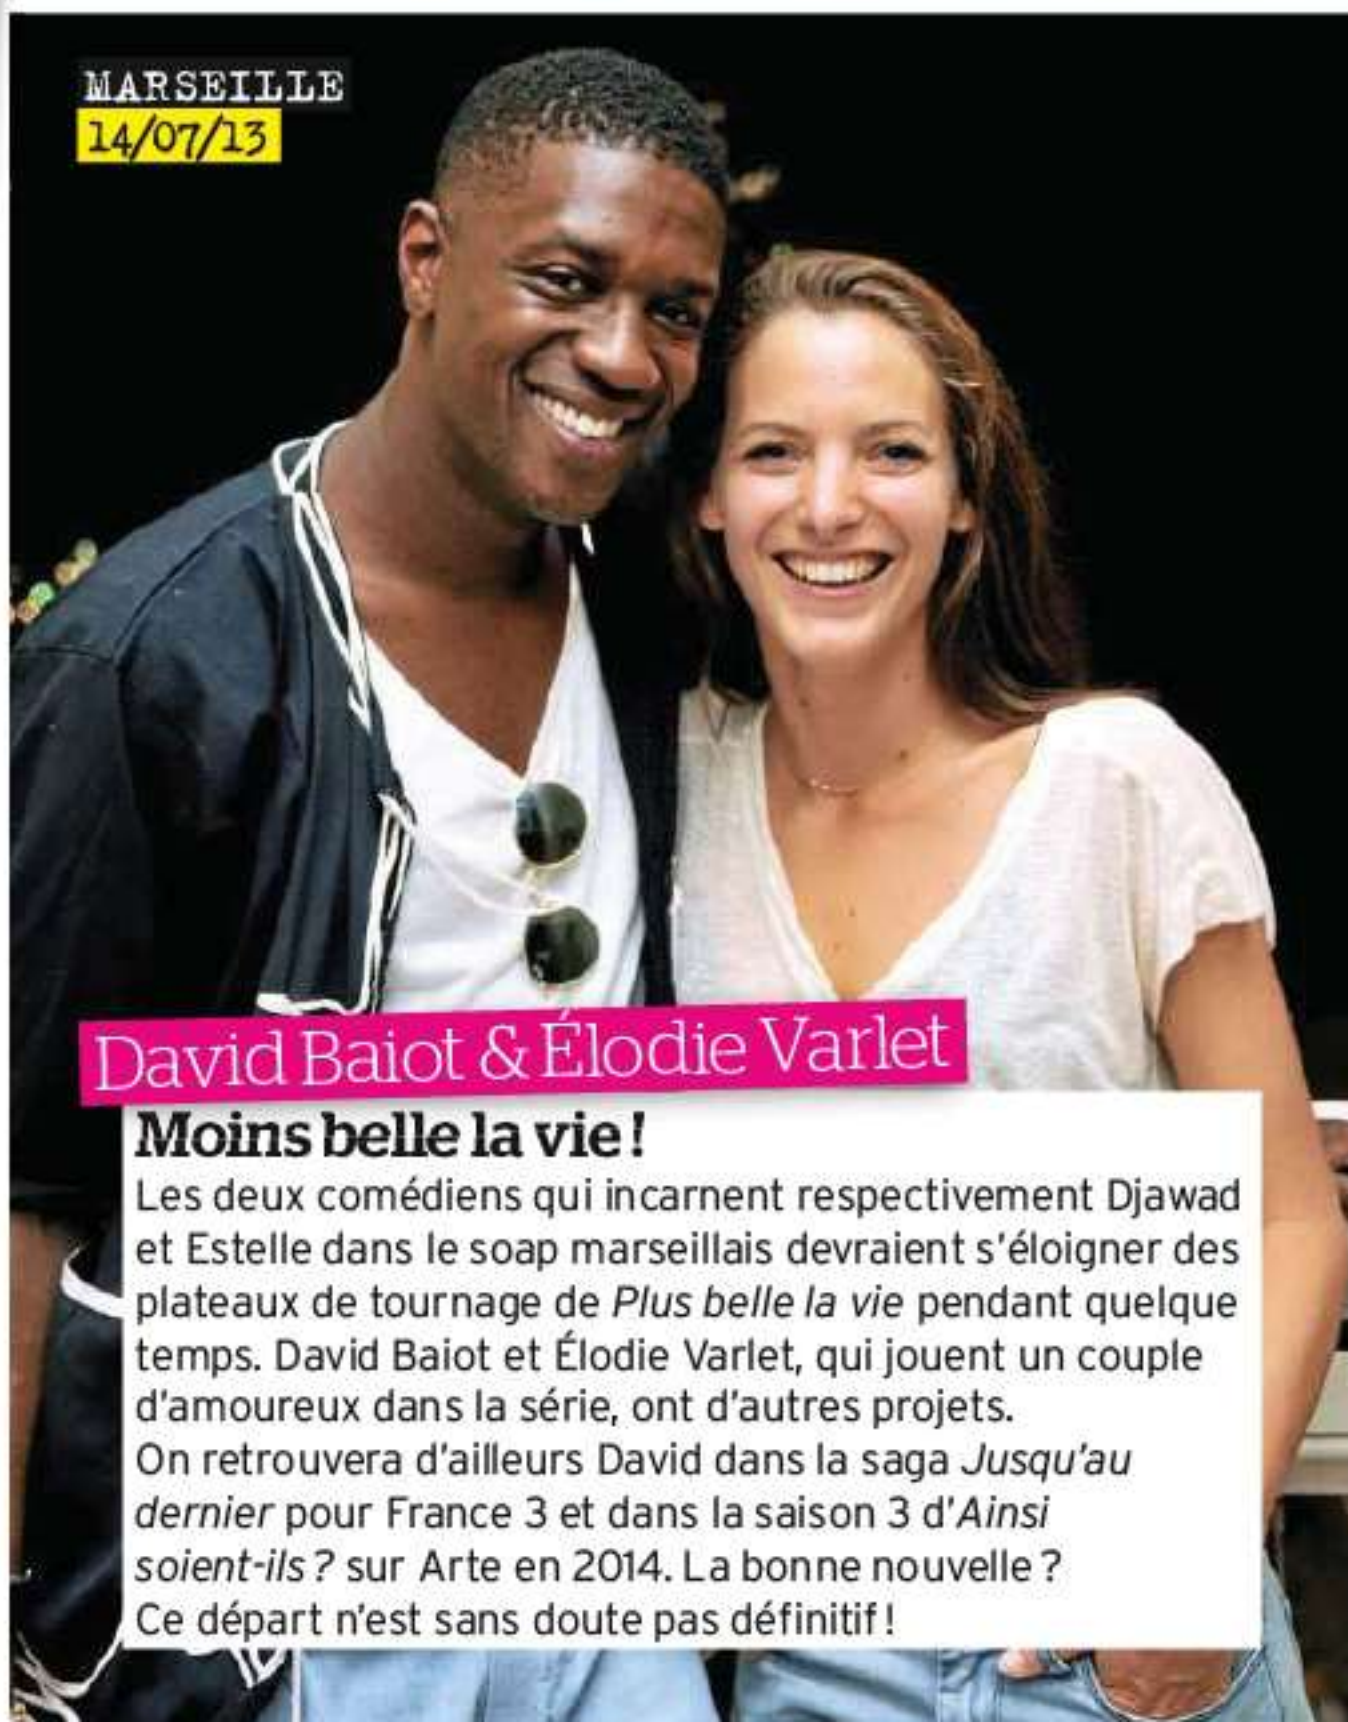 MARSEILLE
14/07/13
David Baiot & Élodie Varlet
Moins belle la vie !
Les deux comédiens qui incarnent respectivement Djawad
et Estelle dans le soap marseillais devraient s'éloigner des
plateaux de tournage de Plus belle la vie pendant quelque
temps. David Baiot et Élodie Varlet, qui jouent un couple
d'amoureux dans la série, ont d'autres projets.
On retrouvera d'ailleurs David dans la saga Jusqu'au
dernier pour France 3 et dans la saison 3 d'Ainsi
soient-ils ? sur Arte en 2014. La bonne nouvelle ?
Ce départ n'est sans doute pas définitif !